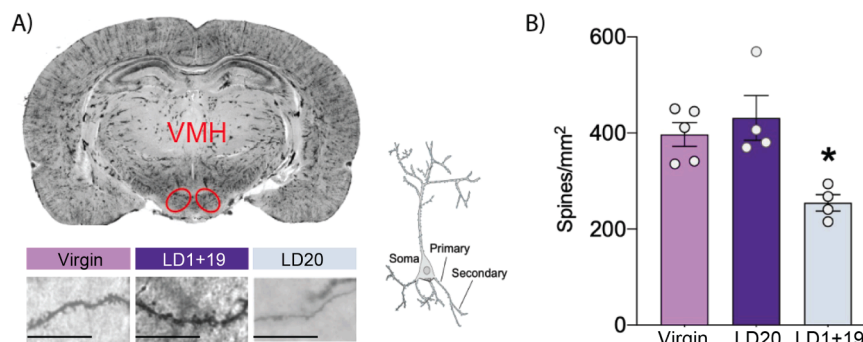 A)
VMH
Virgin
LD1+19
LD20
Soma
Primary
Secondary
B)
Spines/mm²
600
400
200
0
*
Virgin
LD20
LD1+19